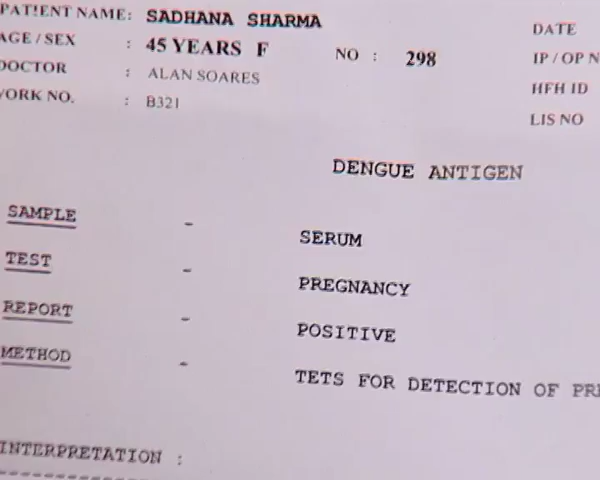 PATIENT NAME: SADHANA SHARMA
DATE
AGE / SEX : 45 YEARS F NO : 298
IP / OP N
DOCTOR : ALAN SOARES
HFH ID
WORK NO. : B321
LIS NO
DENGUE ANTIGEN
SAMPLE - SERUM
TEST - PREGNANCY
REPORT - POSITIVE
METHOD - TETS FOR DETECTION OF PRE
INTERPRETATION :